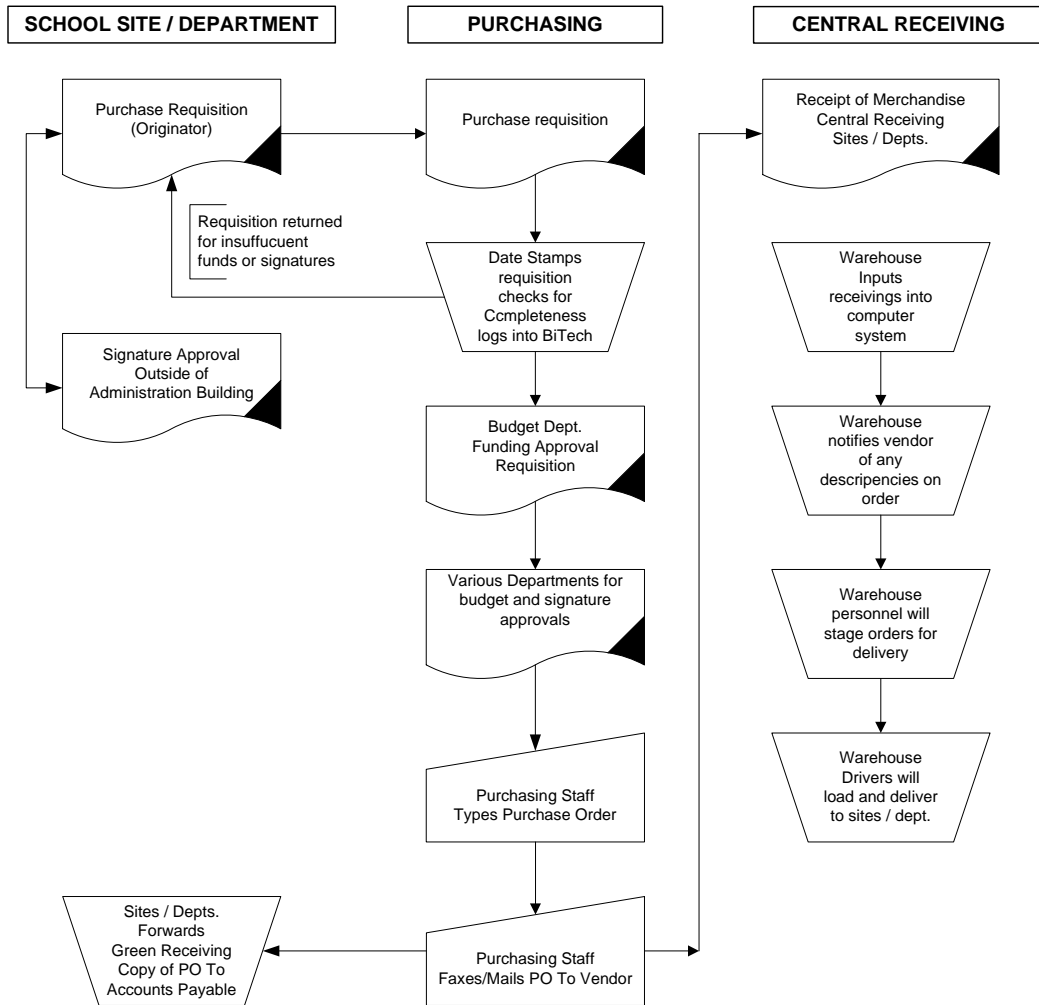 SCHOOL SITE / DEPARTMENT
PURCHASING
CENTRAL RECEIVING
Purchase Requisition
(Originator)
Purchase requisition
Receipt of Merchandise
Central Receiving
Sites / Depts.
Requisition returned
for insuffucuent
funds or signatures
Date Stamps
requisition
checks for
Ccmpleteness
logs into BiTech
Warehouse
Inputs
receivings into
computer
system
Signature Approval
Outside of
Administration Building
Budget Dept.
Funding Approval
Requisition
Warehouse
notifies vendor
of any
descripencies on
order
Various Departments for
budget and signature
approvals
Warehouse
personnel will
stage orders for
delivery
Purchasing Staff
Types Purchase Order
Warehouse
Drivers will
load and deliver
to sites / dept.
Sites / Depts.
Forwards
Green Receiving
Copy of PO To
Accounts Payable
Purchasing Staff
Faxes/Mails PO To Vendor